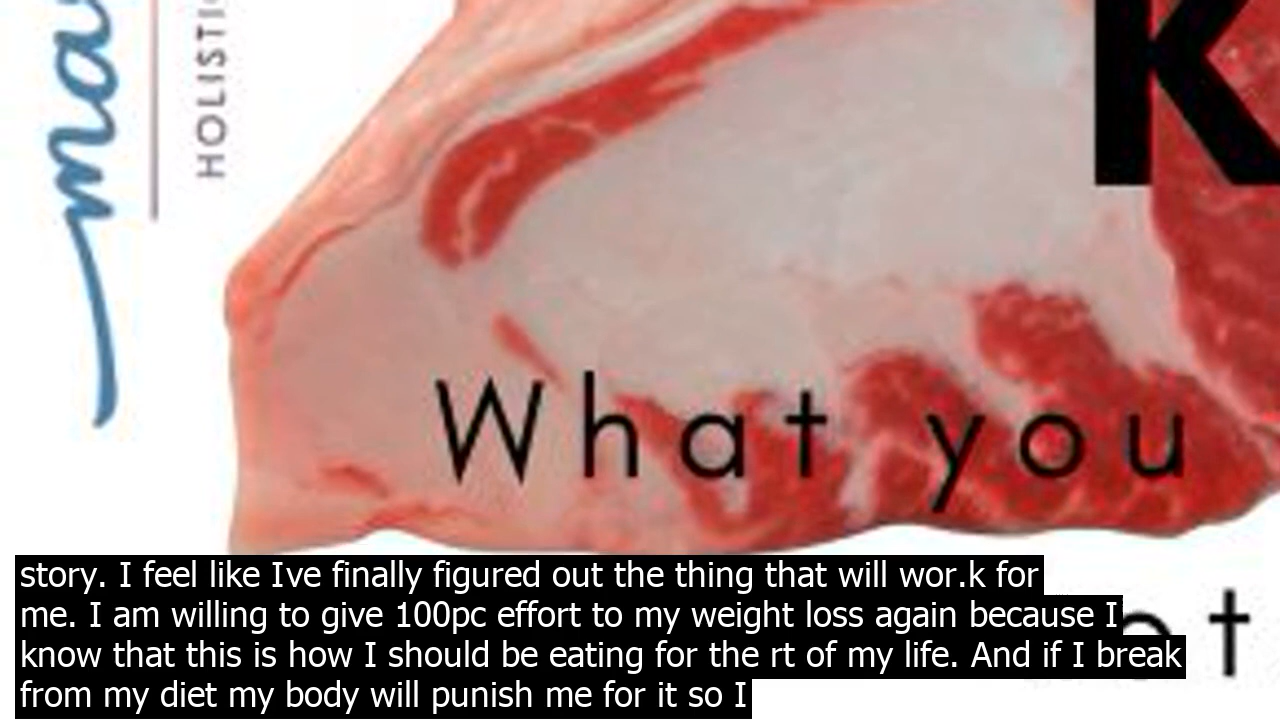 HOLISTI
K
What you
story. I feel like Ive finally figured out the thing that will wor.k for
me. I am willing to give 100pc effort to my weight loss again because I
know that this is how I should be eating for the rt of my life. And if I break
from my diet my body will punish me for it so I